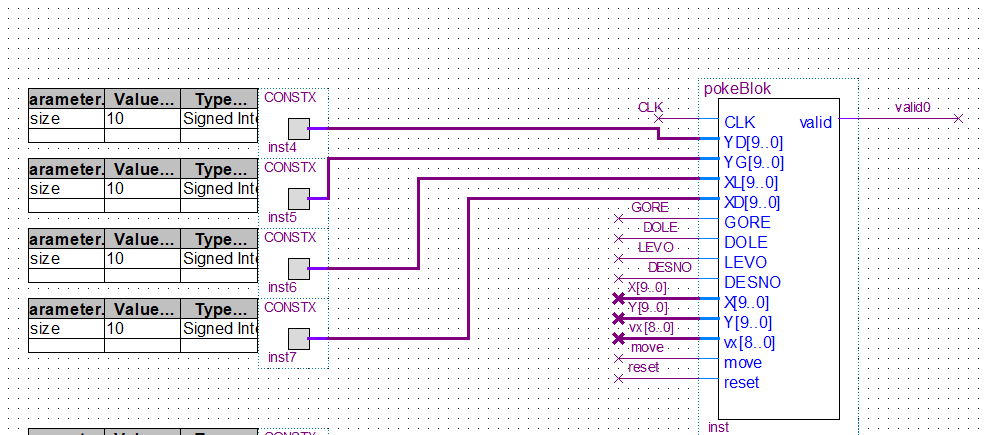 arameter. Value... Type... CONSTX
size 10 Signed Inte
inst4
arameter. Value... Type... CONSTX
size 10 Signed Inte
inst5
arameter. Value... Type... CONSTX
size 10 Signed Inte
inst6
arameter. Value... Type... CONSTX
size 10 Signed Inte
inst7
CONSTX
pokeBlok
CLK
CLK
valid
valid0
YD[9..0]
YG[9..0]
XL[9..0]
XD[9..0]
GORE
GORE
DOLE
DOLE
LEVO
LEVO
DESNO
DESNO
X[9..0]
X[9..0]
Y[9..0]
Y[9..0]
vx[8..0]
vx[8..0]
move
move
reset
reset
inst